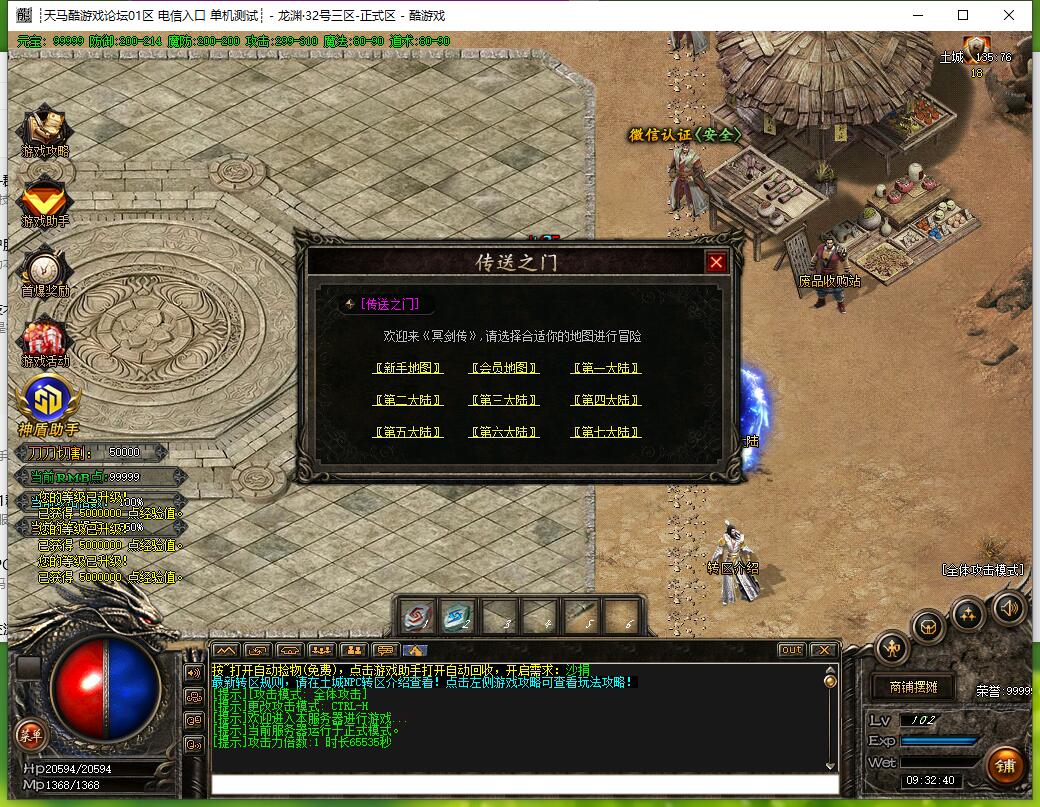 天马酷游戏论坛01区 电信入口 单机测试┊ - 龙渊·32号三区-正式区 - 酷游戏
元宝: 99999 防御:200-214 魔防:200-200 攻击:299-310 魔法:80-90 道术:80-90
土城 135:76
18
微信认证《安全》
游戏攻略
游戏助手
首爆奖励
游戏活动
神盾助手
废品收购站
传送之门
[传送之门]
欢迎来《冥剑传》,请选择合适你的地图进行冒险
〖新手地图〗 〖会员地图〗 〖第一大陆〗
〖第二大陆〗 〖第三大陆〗 〖第四大陆〗
〖第五大陆〗 〖第六大陆〗 〖第七大陆〗
陆
刀刀切割: 50000
当前RMB点:99999
您的等级已升级!
已获得 5000000 点经验值。
您的等级已升级!
已获得 5000000 点经验值。
您的等级已升级!
已获得 5000000 点经验值。
转区介绍
[全体攻击模式]
1 2 3 4 5 6
out
按~打开自动捡物(免费), 点击游戏助手打开自动回收, 开启需求: 沙捐
最新转区规则, 请在土城NPC转区介绍查看! 点击左侧游戏攻略可查看玩法攻略!
[提示][攻击模式: 全体攻击]
[提示]更改攻击模式: CTRL-H
[提示]欢迎进入本服务器进行游戏...
[提示]当前服务器运行于正式模式。
[提示]攻击力倍数:1 时长65535秒
菜单
Hp20594/20594
Mp1368/1368
商铺摆摊
荣誉:9999
Lv 102
Exp
Wet
铺
09:32:40